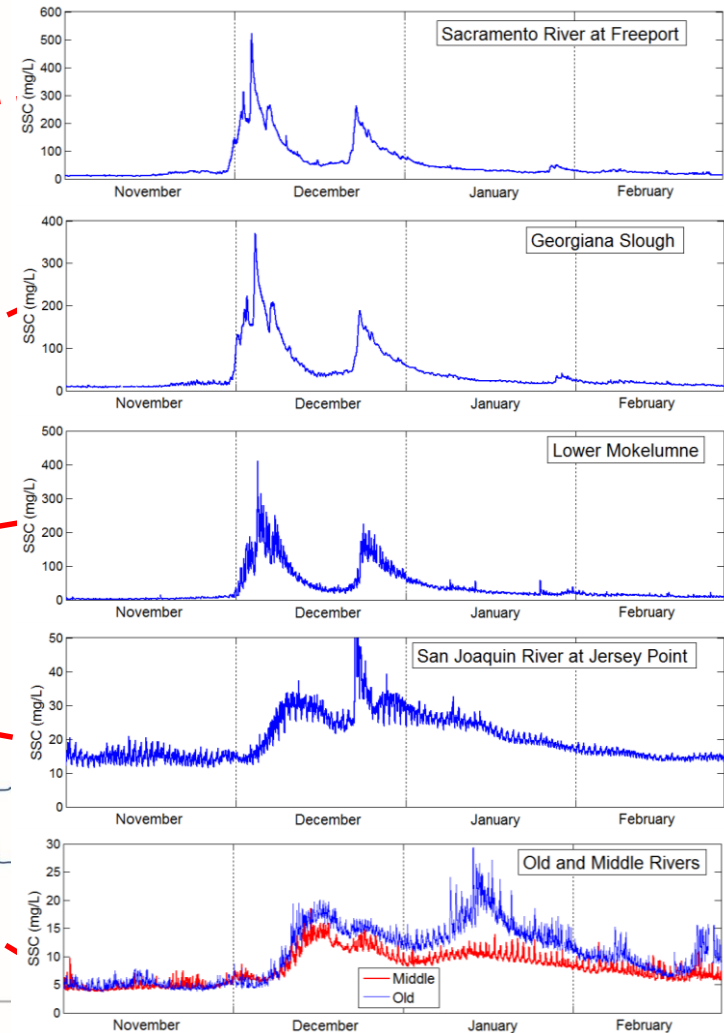 600
500
400
300
200
100
0
SSC (mg/L)
Sacramento River at Freeport
November December January February
400
300
200
100
0
SSC (mg/L)
Georgiana Slough
November December January February
500
400
300
200
100
0
SSC (mg/L)
Lower Mokelumne
November December January February
50
40
30
20
10
0
SSC (mg/L)
San Joaquin River at Jersey Point
November December January February
30
25
20
15
10
5
0
SSC (mg/L)
Old and Middle Rivers
Middle
Old
November December January February